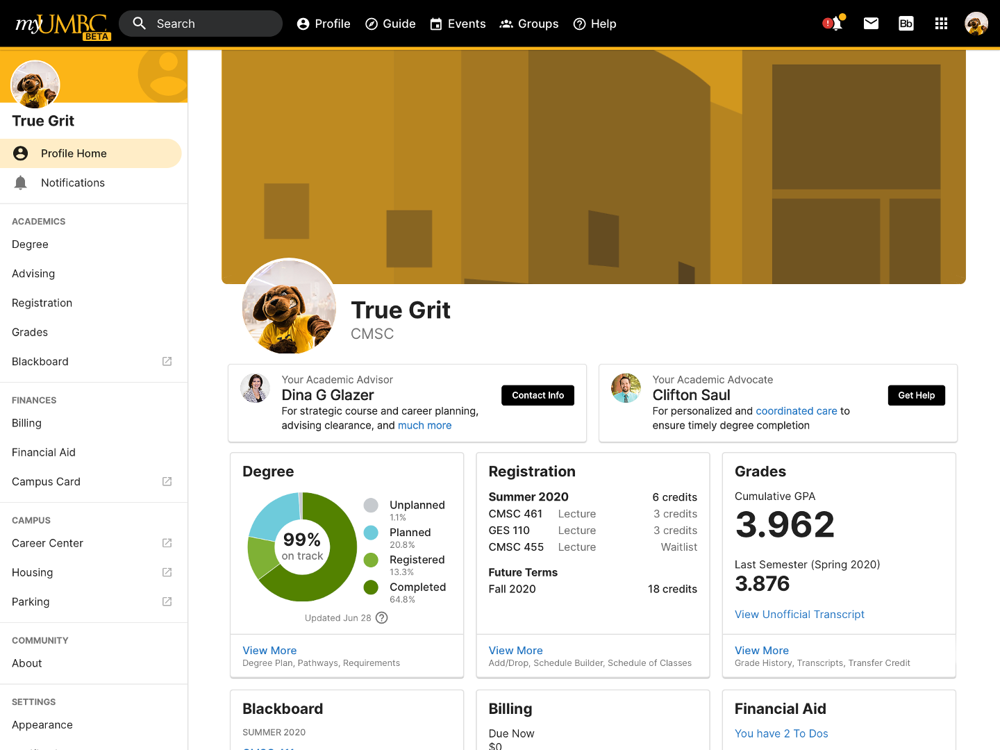 myUMBC
BETA
Search
Profile
Guide
Events
Groups
Help
!
Bb
True Grit
Profile Home
Notifications
ACADEMICS
Degree
Advising
Registration
Grades
Blackboard
FINANCES
Billing
Financial Aid
Campus Card
CAMPUS
Career Center
Housing
Parking
COMMUNITY
About
SETTINGS
Appearance
True Grit
CMSC
Your Academic Advisor
Dina G Glazer
For strategic course and career planning,
advising clearance, and much more
Contact Info
Your Academic Advocate
Clifton Saul
For personalized and coordinated care to
ensure timely degree completion
Get Help
Degree
99%
on track
Unplanned
1.1%
Planned
20.8%
Registered
13.3%
Completed
64.8%
Updated Jun 28 ?
View More
Degree Plan, Pathways, Requirements
Registration
Summer 2020 6 credits
CMSC 461 Lecture 3 credits
GES 110 Lecture 3 credits
CMSC 455 Lecture Waitlist
Future Terms
Fall 2020 18 credits
View More
Add/Drop, Schedule Builder, Schedule of Classes
Grades
Cumulative GPA
3.962
Last Semester (Spring 2020)
3.876
View Unofficial Transcript
View More
Grade History, Transcripts, Transfer Credit
Blackboard
SUMMER 2020
Billing
Due Now
$0
Financial Aid
You have 2 To Dos